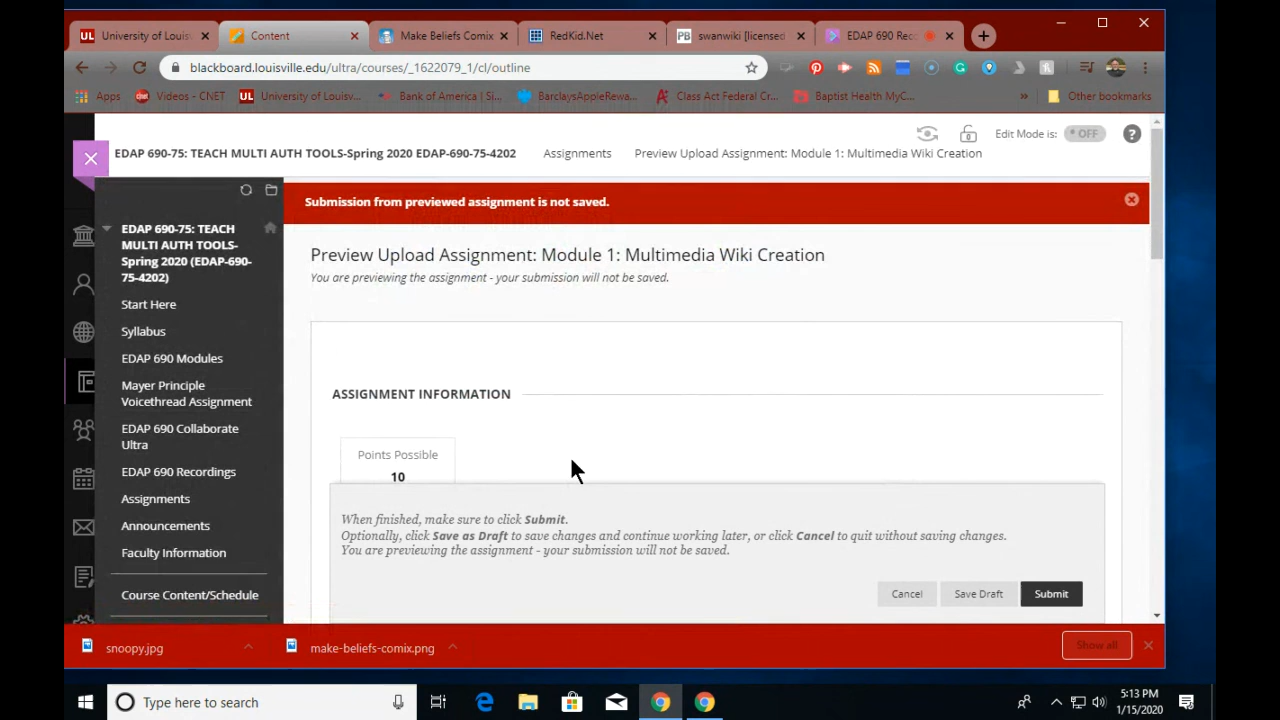 University of Louis
Content
Make Beliefs Comix
RedKid.Net
swanwiki [licensed
EDAP 690 Rec
blackboard.louisville.edu/ultra/courses/_1622079_1/cl/outline
Apps
Videos - CNET
University of Louisv...
Bank of America | Si...
BarclaysAppleRewa...
Class Act Federal Cr...
Baptist Health MyC...
»
Other bookmarks
Edit Mode is:
OFF
?
EDAP 690-75: TEACH MULTI AUTH TOOLS-Spring 2020 EDAP-690-75-4202
Assignments
Preview Upload Assignment: Module 1: Multimedia Wiki Creation
Submission from previewed assignment is not saved.
EDAP 690-75: TEACH
MULTI AUTH TOOLS-
Spring 2020 (EDAP-690-
75-4202)
Start Here
Syllabus
EDAP 690 Modules
Mayer Principle
Voicethread Assignment
EDAP 690 Collaborate
Ultra
EDAP 690 Recordings
Assignments
Announcements
Faculty Information
Course Content/Schedule
Preview Upload Assignment: Module 1: Multimedia Wiki Creation
You are previewing the assignment - your submission will not be saved.
ASSIGNMENT INFORMATION
Points Possible
10
When finished, make sure to click Submit.
Optionally, click Save as Draft to save changes and continue working later, or click Cancel to quit without saving changes.
You are previewing the assignment - your submission will not be saved.
Cancel
Save Draft
Submit
snoopy.jpg
make-beliefs-comix.png
Show all
Type here to search
5:13 PM
1/15/2020